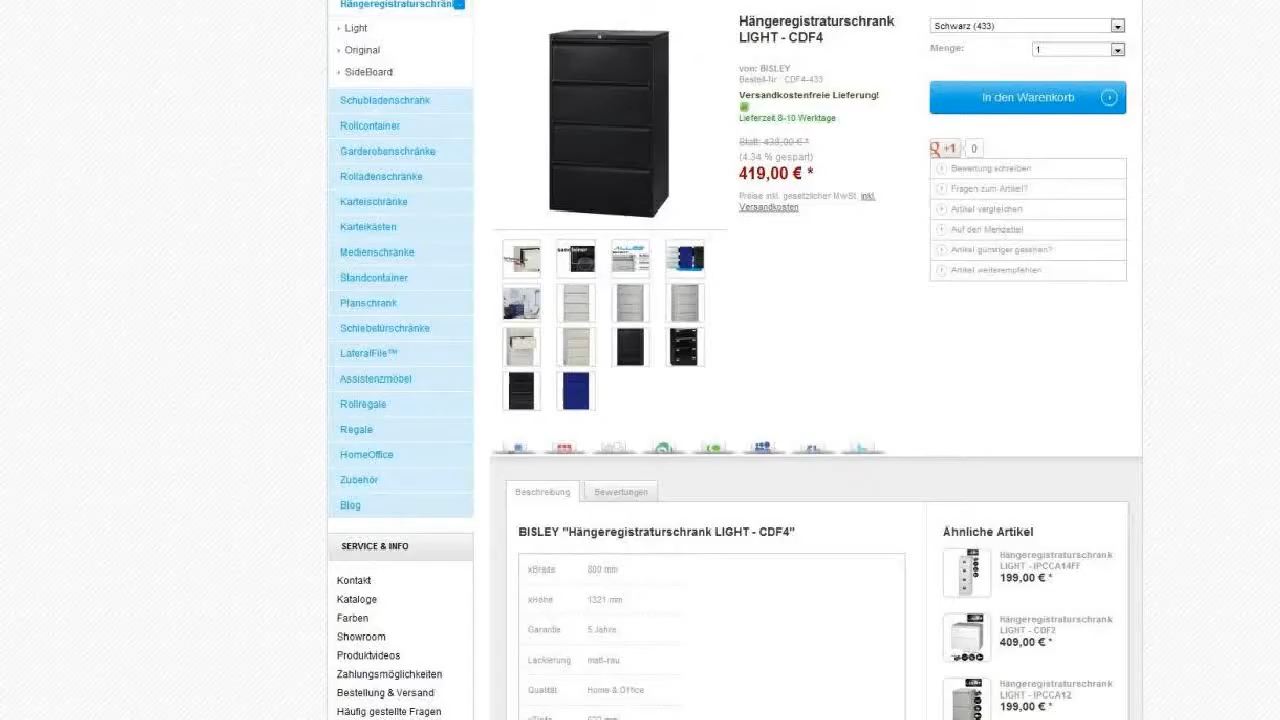 Hängeregistraturschränke
Light
Original
SideBoard
Schubladenschrank
Rollcontainer
Garderobenschränke
Rolladenschränke
Karteischränke
Karteikästen
Medienschränke
Standcontainer
Planschrank
Schiebetürschränke
LateralFile™
Assistenzmöbel
Rollregale
Regale
HomeOffice
Zubehör
Blog
SERVICE & INFO
Kontakt
Kataloge
Farben
Showroom
Produktvideos
Zahlungsmöglichkeiten
Bestellung & Versand
Häufig gestellte Fragen
Hängeregistraturschrank
LIGHT - CDF4
von: BISLEY
Bestell-Nr.: CDF4-433
Versandkostenfreie Lieferung!
Lieferzeit 8-10 Werktage
Statt: 438,00 € *
(4.34 % gespart)
419,00 € *
Preise inkl. gesetzlicher MwSt. inkl.
Versandkosten
Schwarz (433)
Menge: 1
In den Warenkorb
+1 0
Bewertung schreiben
Fragen zum Artikel?
Artikel vergleichen
Auf den Merkzettel
Artikel günstiger gesehen?
Artikel weiterempfehlen
Beschreibung Bewertungen
BISLEY "Hängeregistraturschrank LIGHT - CDF4"
xBreite 800 mm
xHöhe 1321 mm
Garantie 5 Jahre
Lackierung matt-rau
Qualität Home & Office
xTiefe
Ähnliche Artikel
Hängeregistraturschrank
LIGHT - IPCCA14FF
199,00 € *
Hängeregistraturschrank
LIGHT - CDF2
409,00 € *
Hängeregistraturschrank
LIGHT - IPCCA12
199,00 € *